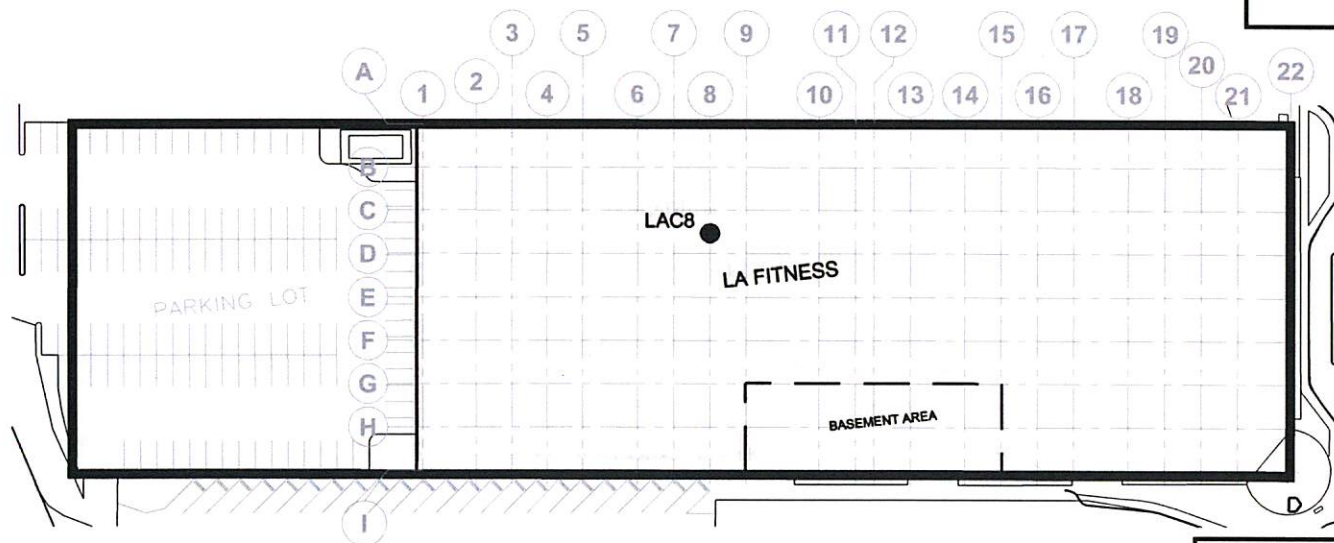 3 5 7 9 11 12 15 17 19
A 1 2 4 6 8 10 13 14 16 18 20 21 22
B
C
LAC8
D
LA FITNESS
E
PARKING LOT
F
G
BASEMENT AREA
H
D
I